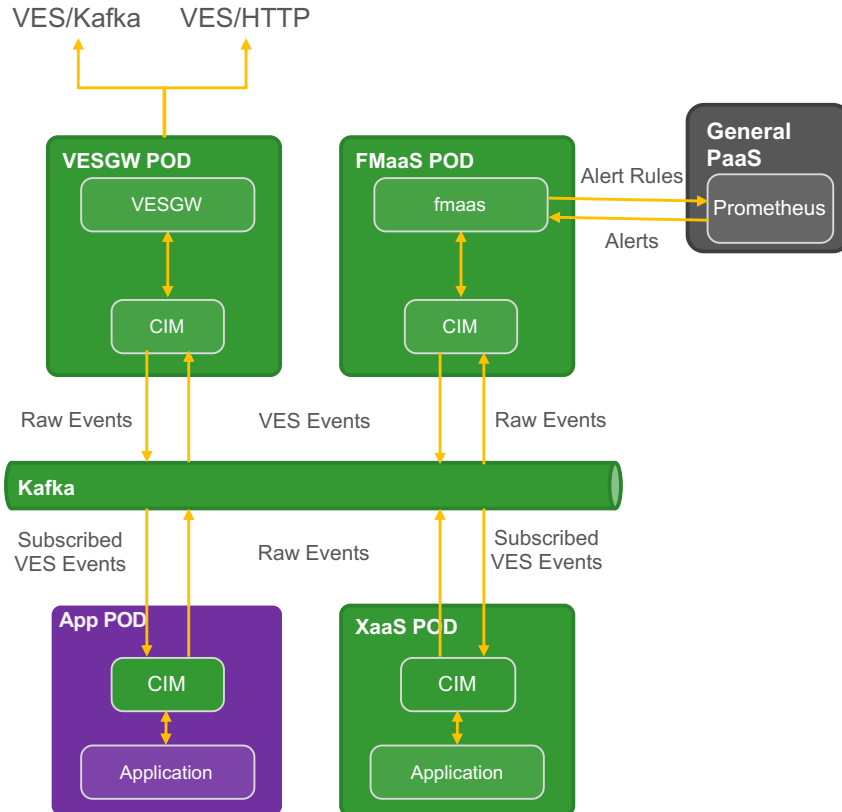 VES/Kafka
VES/HTTP
VESGW POD
VESGW
CIM
FMaaS POD
fmaas
CIM
Alert Rules
Alerts
General
PaaS
Prometheus
Raw Events
VES Events
Raw Events
Kafka
Subscribed
VES Events
Raw Events
Subscribed
VES Events
App POD
CIM
Application
XaaS POD
CIM
Application